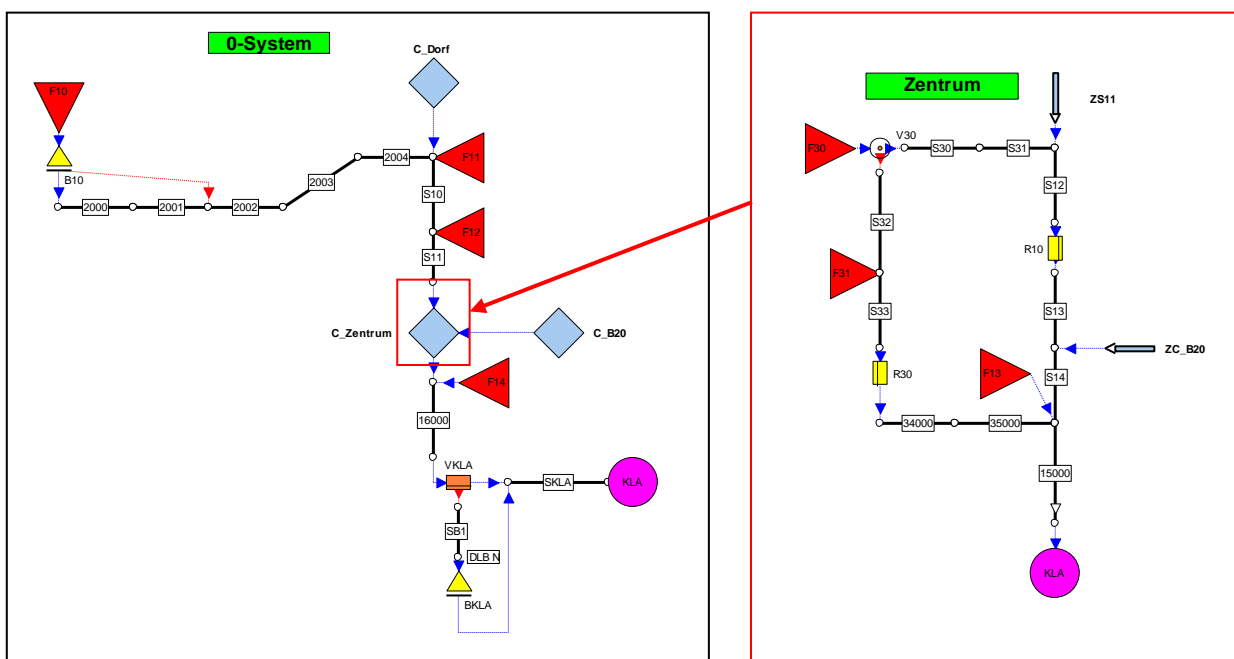 0-System
C_Dorf
F10
B10
2000
2001
2002
2003
2004
F11
S10
F12
S11
C_Zentrum
C_B20
F14
16000
VKLA
SKLA
KLA
SB1
DLB N
BKLA
Zentrum
ZS11
F30
V30
S30
S31
S12
S32
R10
F31
S13
S33
ZC_B20
R30
F13
S14
34000
35000
15000
KLA